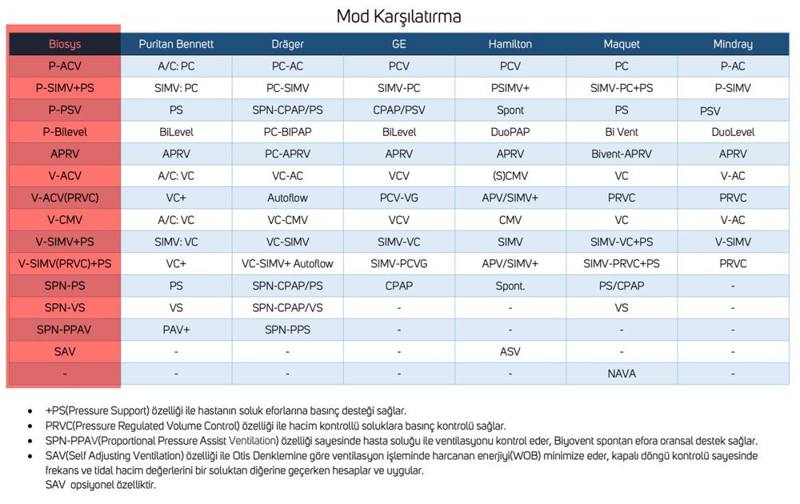 Mod Karşılatırma
Biosys Puritan Bennett Dräger GE Hamilton Maquet Mindray
P-ACV A/C: PC PC-AC PCV PCV PC P-AC
P-SIMV+PS SIMV: PC PC-SIMV SIMV-PC PSIMV+ SIMV-PC+PS P-SIMV
P-PSV PS SPN-CPAP/PS CPAP/PSV Spont PS PSV
P-Bilevel BiLevel PC-BIPAP BiLevel DuoPAP Bi Vent DuoLevel
APRV APRV PC-APRV APRV APRV Bivent-APRV APRV
V-ACV A/C: VC VC-AC VCV (S)CMV VC V-AC
V-ACV(PRVC) VC+ Autoflow PCV-VG APV/SIMV+ PRVC PRVC
V-CMV A/C: VC VC-CMV VCV CMV VC V-AC
V-SIMV+PS SIMV: VC VC-SIMV SIMV-VC SIMV SIMV-VC+PS V-SIMV
V-SIMV(PRVC)+PS VC+ VC-SIMV+ Autoflow SIMV-PCVG APV/SIMV+ SIMV-PRVC+PS PRVC
SPN-PS PS SPN-CPAP/PS CPAP Spont. PS/CPAP -
SPN-VS VS SPN-CPAP/VS - - VS -
SPN-PPAV PAV+ SPN-PPS - - - -
SAV - - - ASV - -
- - - - - NAVA -
• +PS(Pressure Support) özelliği ile hastanın soluk eforlarına basınç desteği sağlar.
• PRVC(Pressure Regulated Volume Control) özelliği ile hacim kontrollü soluklara basınç kontrolü sağlar.
• SPN-PPAV(Proportional Pressure Assist Ventilation) özelliği sayesinde hasta soluğu ile ventilasyonu kontrol eder, Biyovent spontan efora oransal destek sağlar.
• SAV(Self Adjusting Ventilation) özelliği ile Otis Denklemine göre ventilasyon işleminde harcanan enerjiyi(WOB) minimize eder, kapalı döngü kontrolü sayesinde
frekans ve tidal hacim değerlerini bir soluktan diğerine geçerken hesaplar ve uygular.
SAV opsiyonel özelliktir.